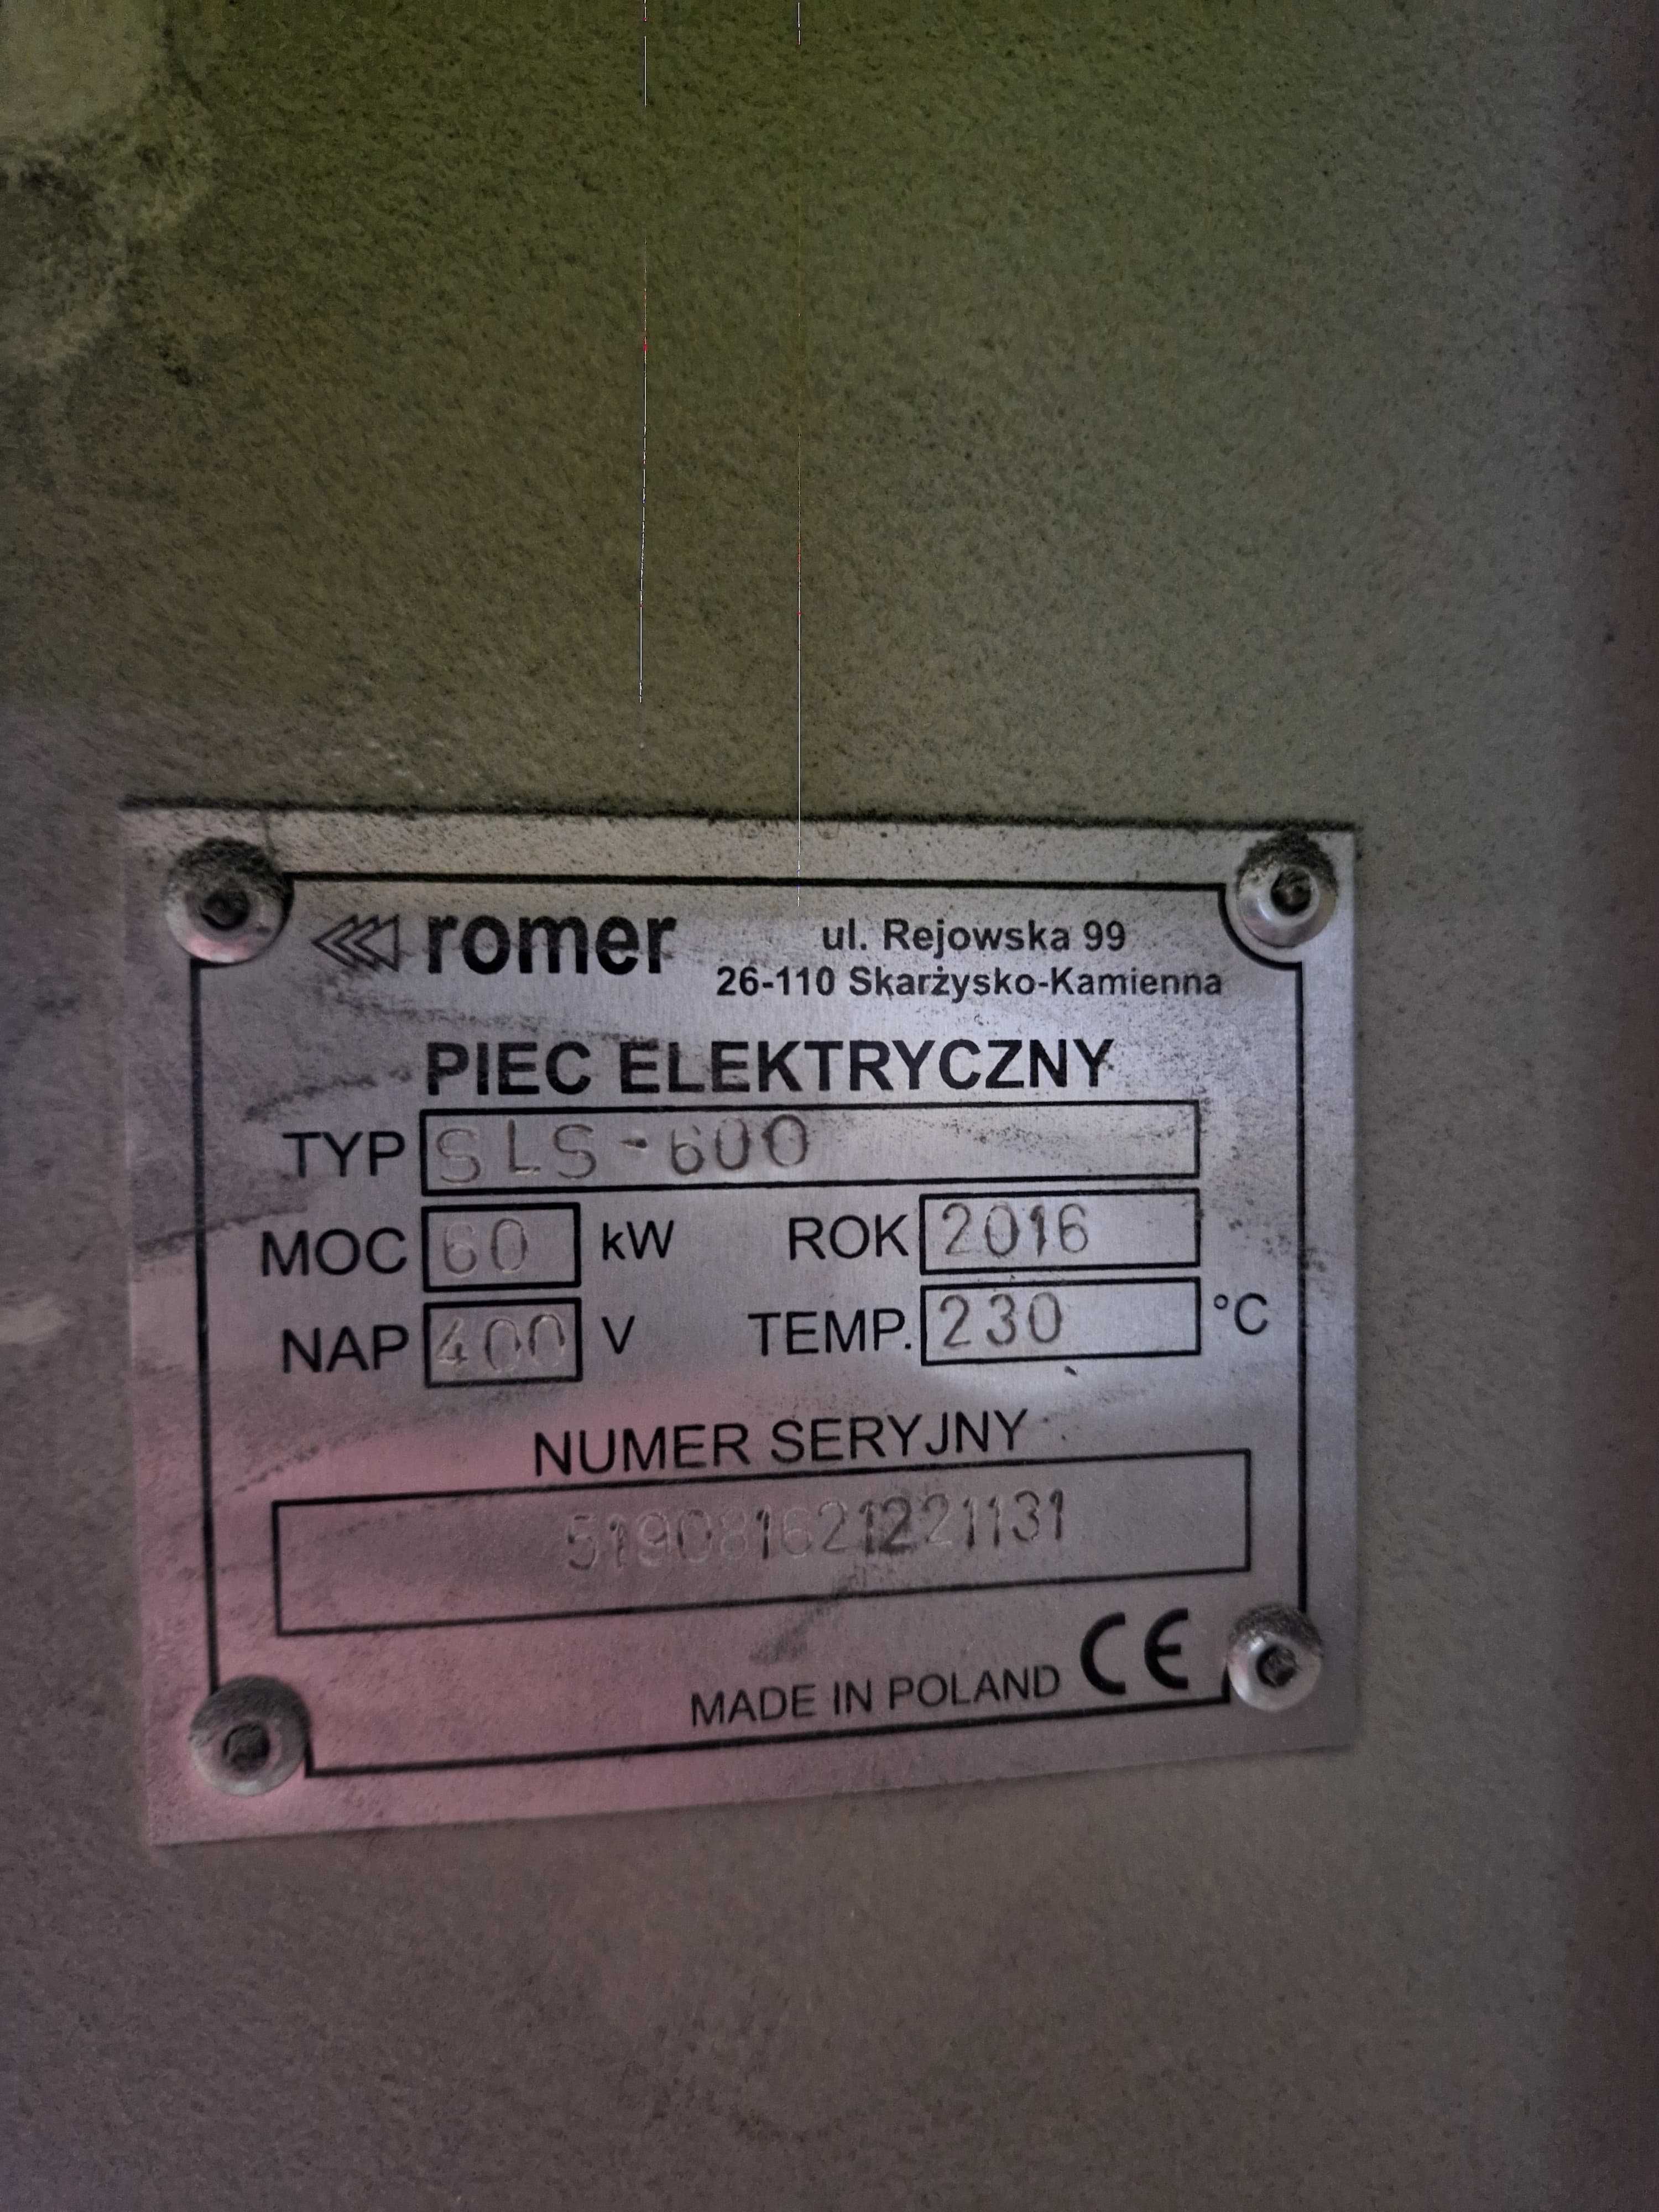 romer
ul. Rejowska 99
26-110 Skarżysko-Kamienna
PIEC ELEKTRYCZNY
TYP SLS-600
MOC 60 kW ROK 2016
NAP 400 V TEMP. 230 °C
NUMER SERYJNY
519081621221131
MADE IN POLAND CE